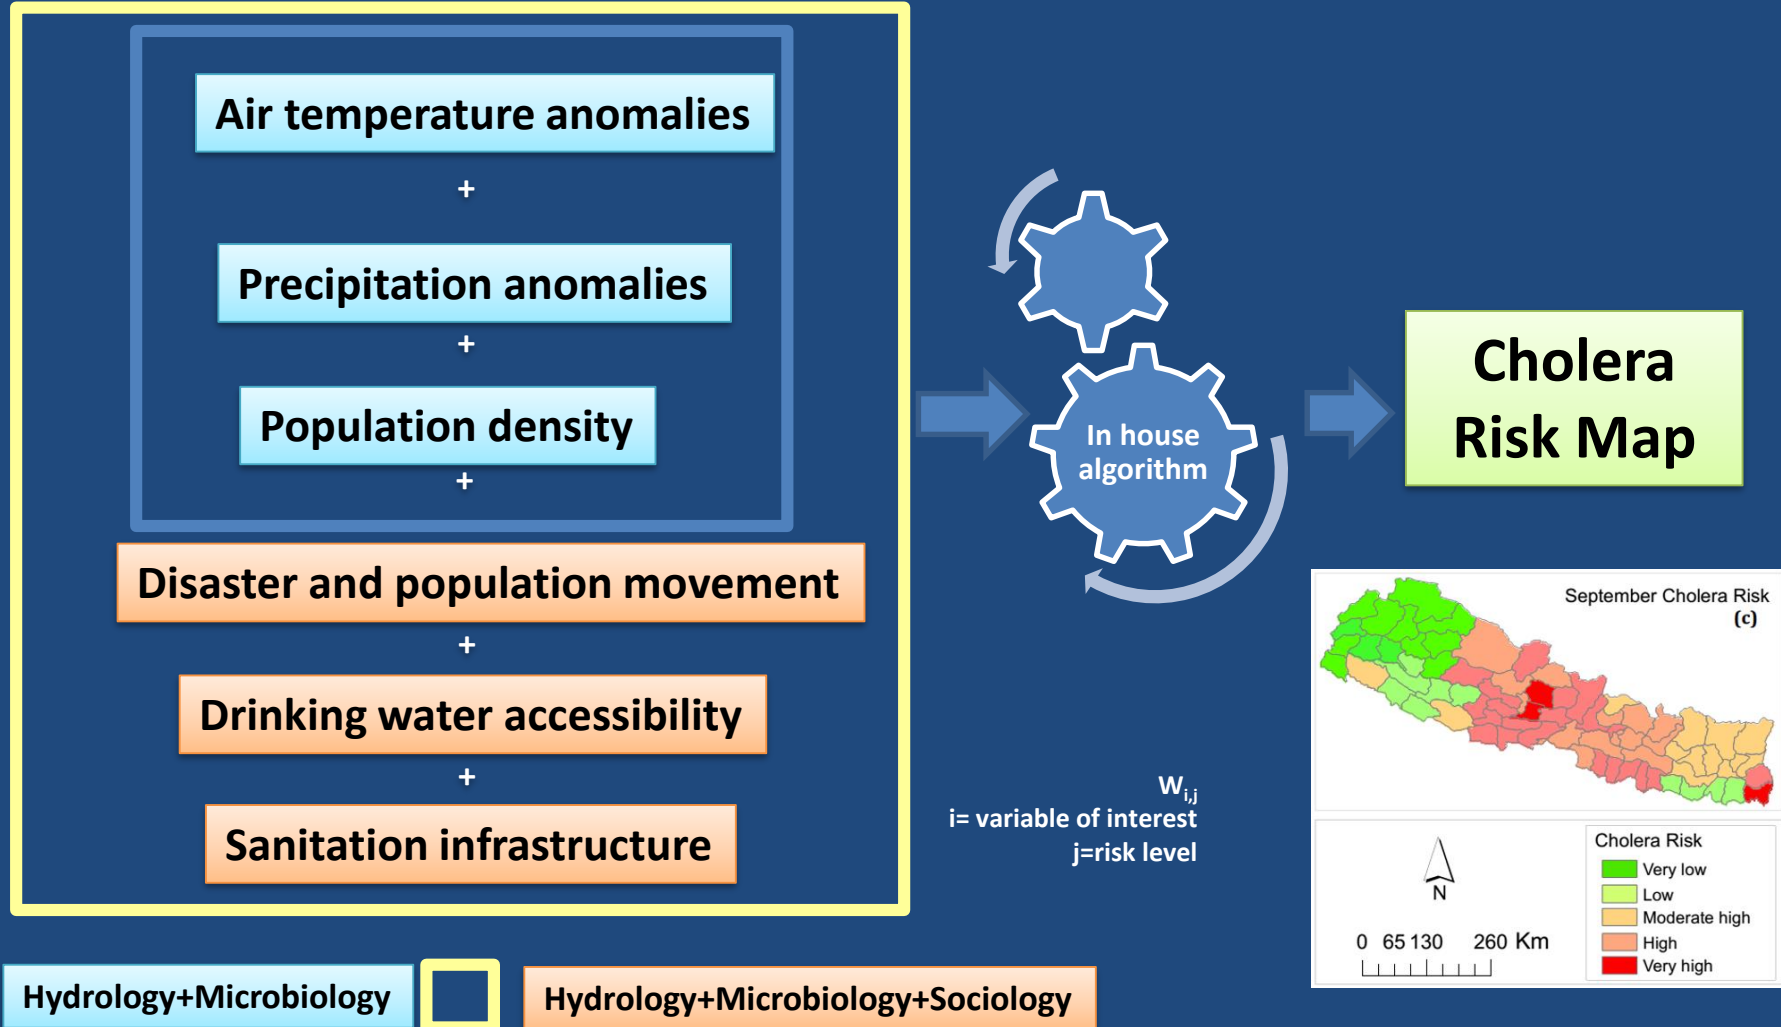 Air temperature anomalies
+
Precipitation anomalies
+
Population density
+
Disaster and population movement
+
Drinking water accessibility
+
Sanitation infrastructure
Hydrology+Microbiology
Hydrology+Microbiology+Sociology
In house
algorithm
Wi,j
i= variable of interest
j=risk level
Cholera
Risk Map
September Cholera Risk
(c)
N
0 65 130 260 Km
Cholera Risk
Very low
Low
Moderate high
High
Very high